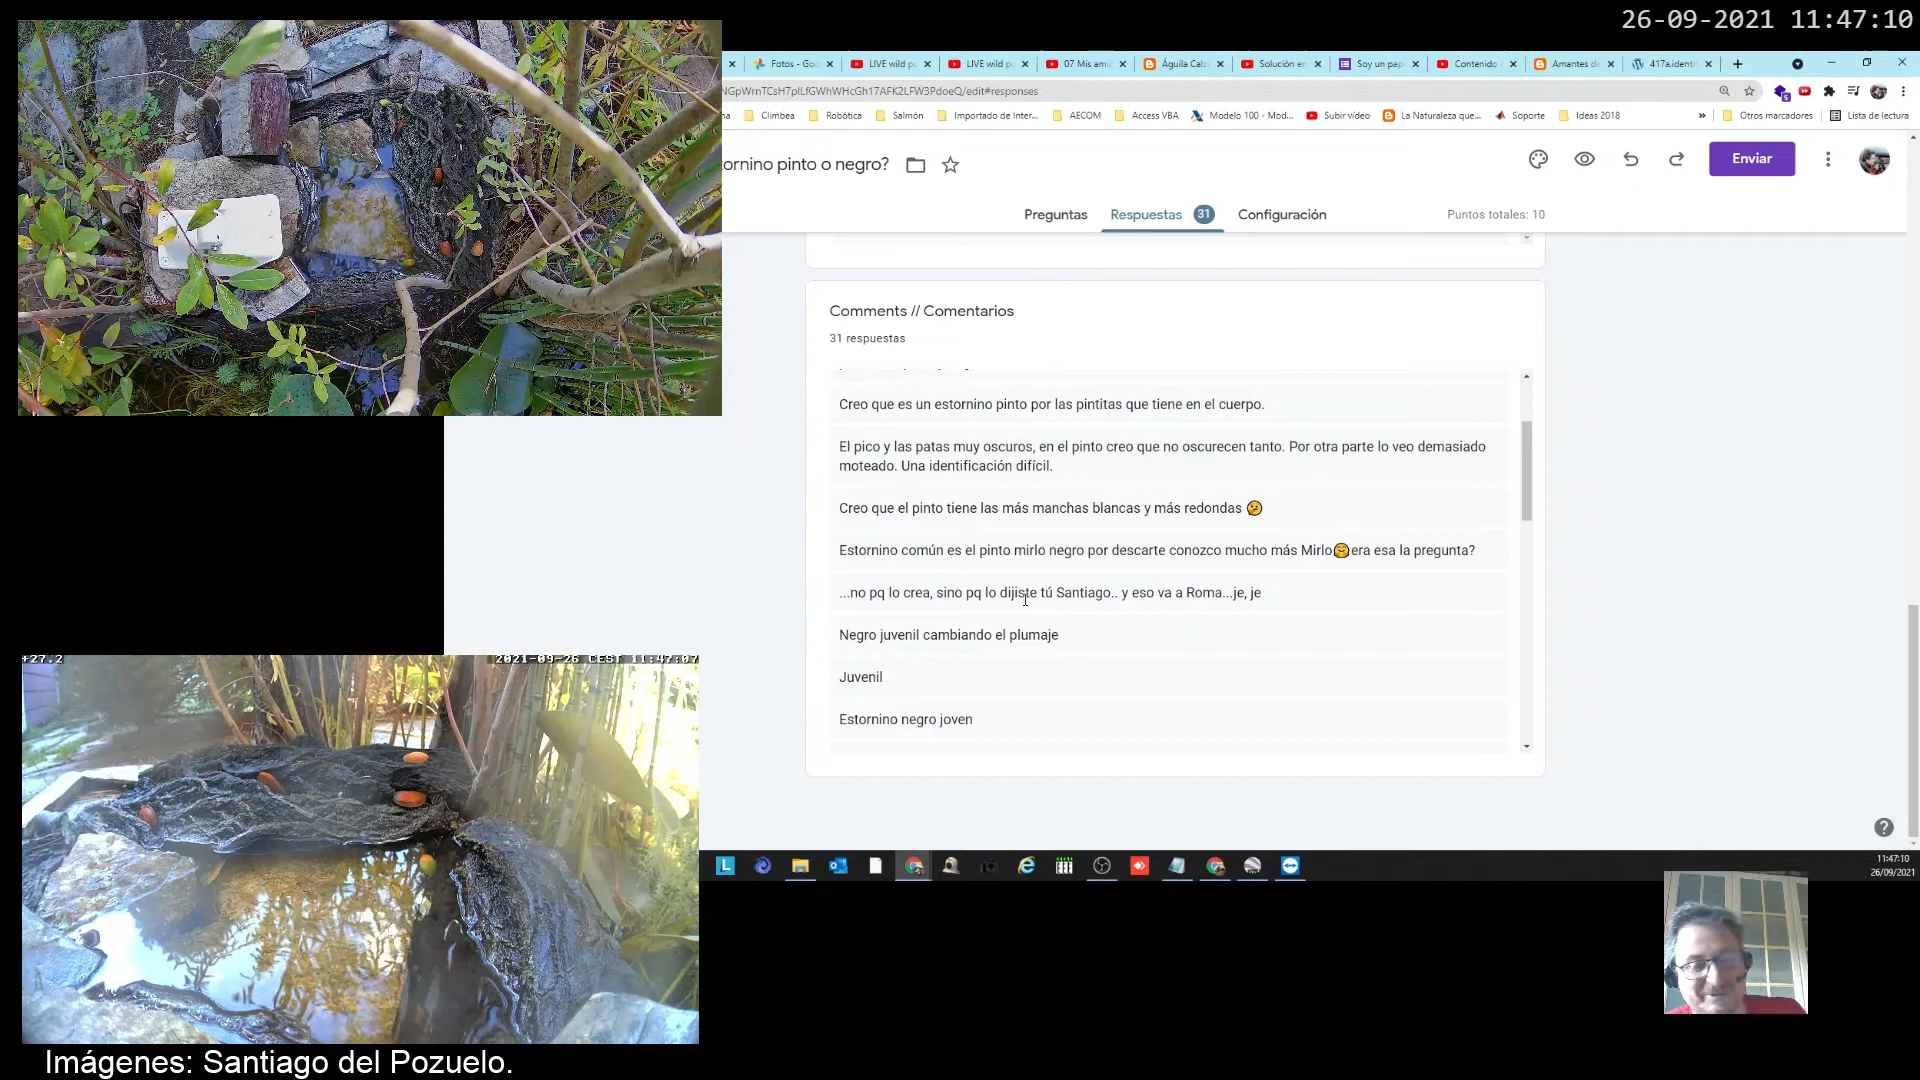 26-09-2021 11:47:10
Fotos - Goo
LIVE wild p
LIVE wild po
07 Mis ami
Águila Calz
Solución en
Soy un pap
Contenido
Amantes de
417a.identi
NGpWrnTCsH7pILfGWhWHcGh17AFK2LFW3PdoeQ/edit#responses
Climbea
Robótica
Salmón
Importado de Inter...
AECOM
Access VBA
Modelo 100 - Mod...
Subir vídeo
La Naturaleza que...
Soporte
Ideas 2018
»
Otros marcadores
Lista de lectura
tornino pinto o negro?
Enviar
Preguntas
Respuestas 31
Configuración
Puntos totales: 10
Comments // Comentarios
31 respuestas
Creo que es un estornino pinto por las pintitas que tiene en el cuerpo.
El pico y las patas muy oscuros, en el pinto creo que no oscurecen tanto. Por otra parte lo veo demasiado
moteado. Una identificación difícil.
Creo que el pinto tiene las más manchas blancas y más redondas 🤔
Estornino común es el pinto mirlo negro por descarte conozco mucho más Mirlo🤗era esa la pregunta?
...no pq lo crea, sino pq lo dijiste tú Santiago.. y eso va a Roma...je, je
Negro juvenil cambiando el plumaje
Juvenil
Estornino negro joven
11:47:10
26/09/2021
+27.2
2021-09-26 CEST 11:47:07
Imágenes: Santiago del Pozuelo.